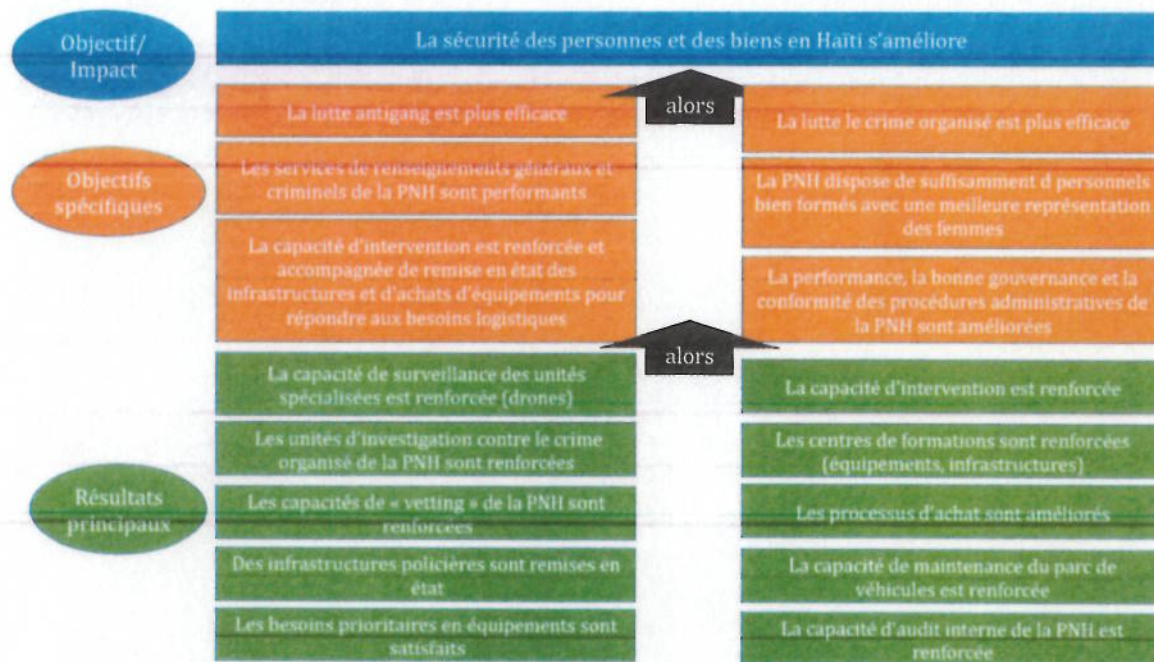 Objectif/
Impact
La sécurité des personnes et des biens en Haïti s'améliore
alors
Objectifs
spécifiques
La lutte antigang est plus efficace
Les services de renseignements généraux et
criminels de la PNH sont performants
La capacité d'intervention est renforcée et
accompagnée de remise en état des
infrastructures et d'achats d'équipements pour
répondre aux besoins logistiques
La lutte le crime organisé est plus efficace
La PNH dispose de suffisamment d personnels
bien formés avec une meilleure représentation
des femmes
La performance, la bonne gouvernance et la
conformité des procédures administratives de
la PNH sont améliorées
alors
Résultats
principaux
La capacité de surveillance des unités
spécialisées est renforcée (drones)
Les unités d'investigation contre le crime
organisé de la PNH sont renforcées
Les capacités de « vetting » de la PNH sont
renforcées
Des infrastructures policières sont remises en
état
Les besoins prioritaires en équipements sont
satisfaits
La capacité d'intervention est renforcée
Les centres de formations sont renforcées
(équipements, infrastructures)
Les processus d'achat sont améliorés
La capacité de maintenance du parc de
véhicules est renforcée
La capacité d'audit interne de la PNH est
renforcée